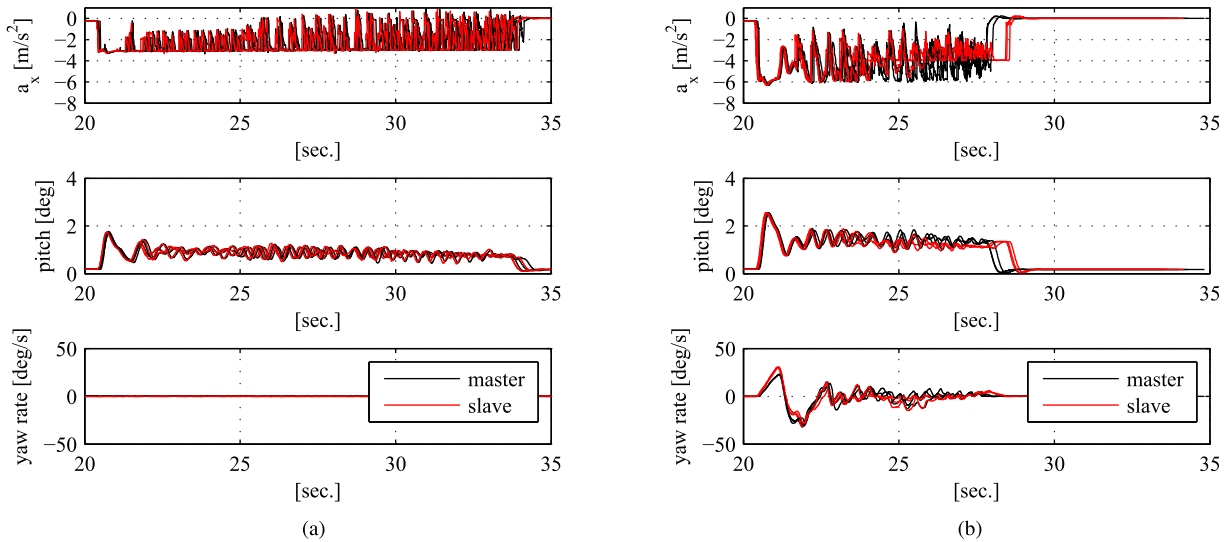 a_x [m/s²]
0
−2
−4
−6
−8
20 25 30 35
[sec.]
pitch [deg]
4
2
0
20 25 30 35
[sec.]
yaw rate [deg/s]
50
0
−50
master
slave
20 25 30 35
[sec.]
(a)
a_x [m/s²]
0
−2
−4
−6
−8
20 25 30 35
[sec.]
pitch [deg]
4
2
0
20 25 30 35
[sec.]
yaw rate [deg/s]
50
0
−50
master
slave
20 25 30 35
[sec.]
(b)